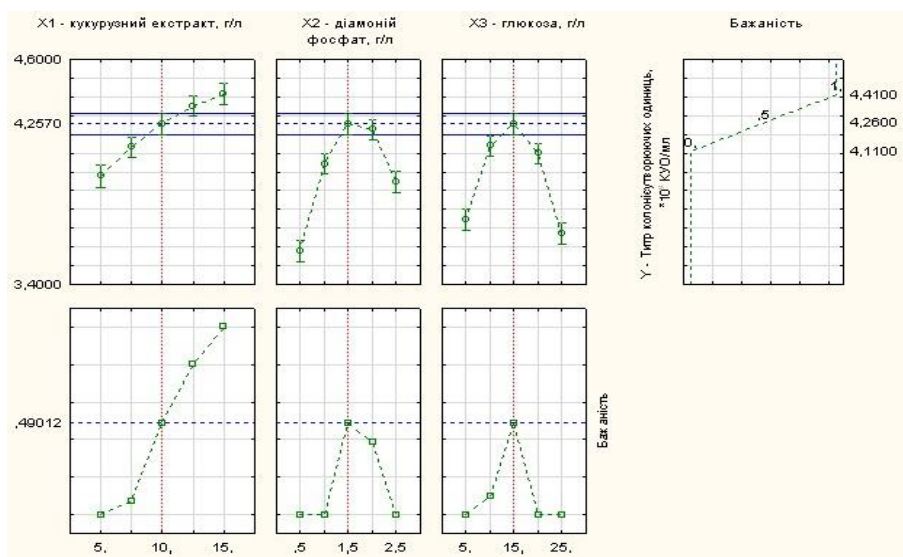 X1 - кукурузний екстракт, г/л
X2 - діамоній
фосфат, г/л
X3 - глюкоза, г/л
Бажаність
4,6000
4,2570
3,4000
Y - Титр колонієутворюючих одиниць,
КУО/мл
1,
,5
0,
4,4100
4,2600
4,1100
,49012
Бажаність
5, 10, 15,
,5 1,5 2,5
5, 15, 25,